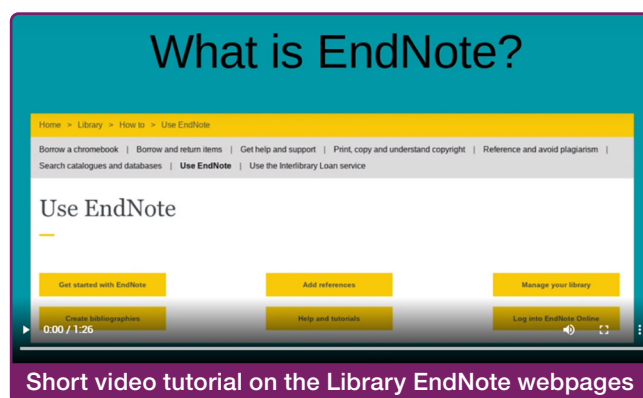 What is EndNote?
Home > Library > How to > Use EndNote
Borrow a chromebook | Borrow and return items | Get help and support | Print, copy and understand copyright | Reference and avoid plagiarism |
Search catalogues and databases | Use EndNote | Use the Interlibrary Loan service
Use EndNote
Get started with EndNote Add references Manage your library
Create bibliographies Help and tutorials Log into EndNote Online
0:00 / 1:26
Short video tutorial on the Library EndNote webpages